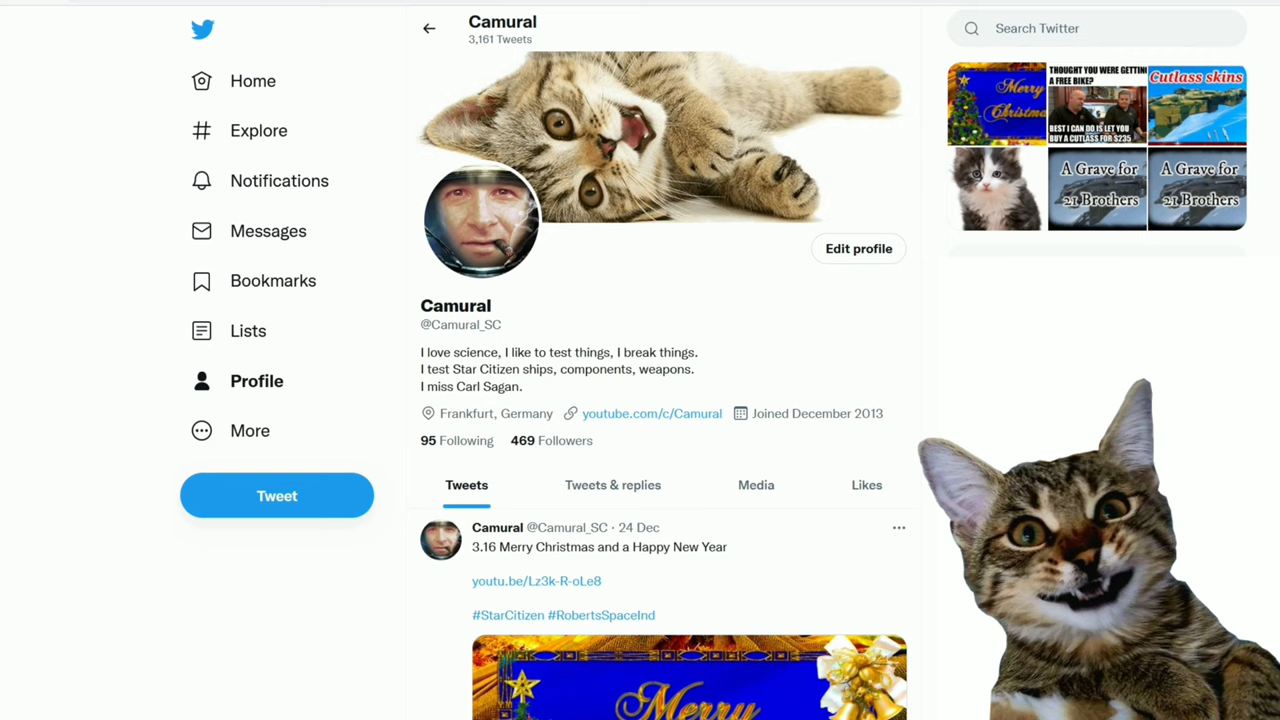 Camural
3,161 Tweets
Search Twitter
Home
Explore
Notifications
Messages
Bookmarks
Lists
Profile
More
Tweet
Edit profile
Camural
@Camural_SC
I love science, I like to test things, I break things.
I test Star Citizen ships, components, weapons.
I miss Carl Sagan.
Frankfurt, Germany youtube.com/c/Camural Joined December 2013
95 Following 469 Followers
Tweets Tweets & replies Media Likes
Camural @Camural_SC · 24 Dec
3.16 Merry Christmas and a Happy New Year
youtu.be/Lz3k-R-oLe8
#StarCitizen #RobertsSpaceInd
Merry
Merry
Christma
THOUGHT YOU WERE GETTIN
A FREE BIKE?
BEST I CAN DO IS LET YOU
BUY A CUTLASS FOR $235
Cutlass skins
A Grave for
21 Brothers
A Grave for
21 Brothers